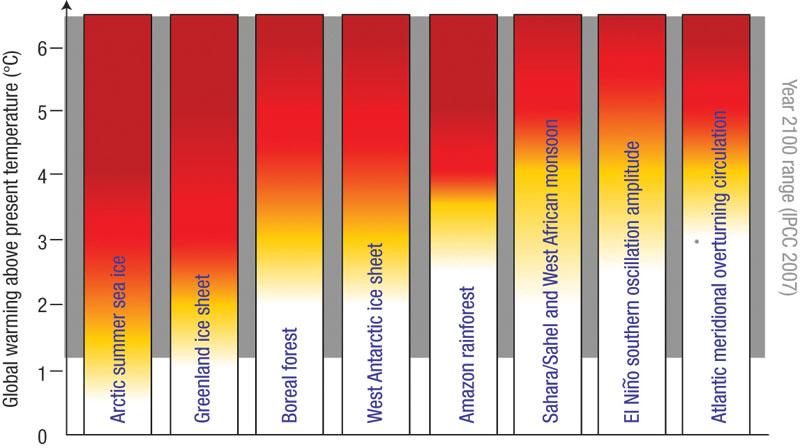 Global warming above present temperature (°C)
6
5
4
3
2
1
0
Arctic summer sea ice
Greenland ice sheet
Boreal forest
West Antarctic ice sheet
Amazon rainforest
Sahara/Sahel and West African monsoon
El Niño southern oscillation amplitude
Atlantic meridional overturning circulation
Year 2100 range (IPCC 2007)